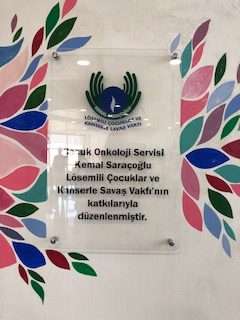 LÖSEMİLİ ÇOCUKLAR VE
KANSERLE SAVAŞ VAKFI
Çocuk Onkoloji Servisi
Kemal Saraçoğlu
Lösemili Çocuklar ve
Kanserle Savaş Vakfı'nın
katkılarıyla
düzenlenmiştir.